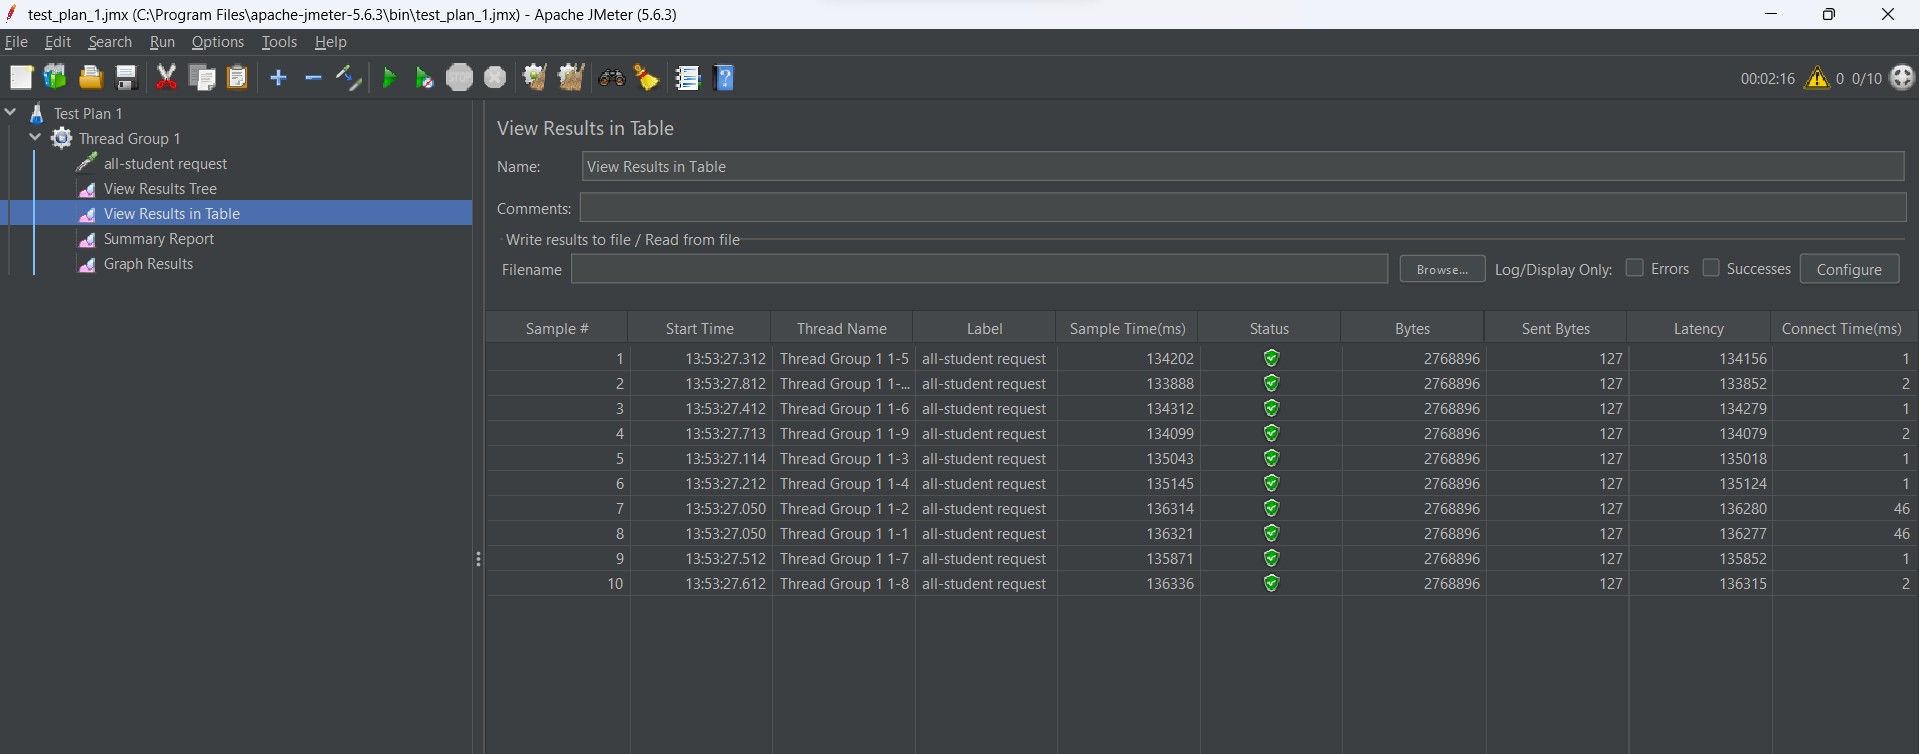 test_plan_1.jmx (C:\Program Files\apache-jmeter-5.6.3\bin\test_plan_1.jmx) - Apache JMeter (5.6.3)
File Edit Search Run Options Tools Help
STOP 00:02:16 0 0/10
Test Plan 1
Thread Group 1
all-student request
View Results Tree
View Results in Table
Summary Report
Graph Results
View Results in Table
Name: View Results in Table
Comments:
Write results to file / Read from file
Filename Browse... Log/Display Only: Errors Successes Configure
Sample # Start Time Thread Name Label Sample Time(ms) Status Bytes Sent Bytes Latency Connect Time(ms)
1 13:53:27.312 Thread Group 1 1-5 all-student request 134202 2768896 127 134156 1
2 13:53:27.812 Thread Group 1 1-... all-student request 133888 2768896 127 133852 2
3 13:53:27.412 Thread Group 1 1-6 all-student request 134312 2768896 127 134279 1
4 13:53:27.713 Thread Group 1 1-9 all-student request 134099 2768896 127 134079 2
5 13:53:27.114 Thread Group 1 1-3 all-student request 135043 2768896 127 135018 1
6 13:53:27.212 Thread Group 1 1-4 all-student request 135145 2768896 127 135124 1
7 13:53:27.050 Thread Group 1 1-2 all-student request 136314 2768896 127 136280 46
8 13:53:27.050 Thread Group 1 1-1 all-student request 136321 2768896 127 136277 46
9 13:53:27.512 Thread Group 1 1-7 all-student request 135871 2768896 127 135852 1
10 13:53:27.612 Thread Group 1 1-8 all-student request 136336 2768896 127 136315 2